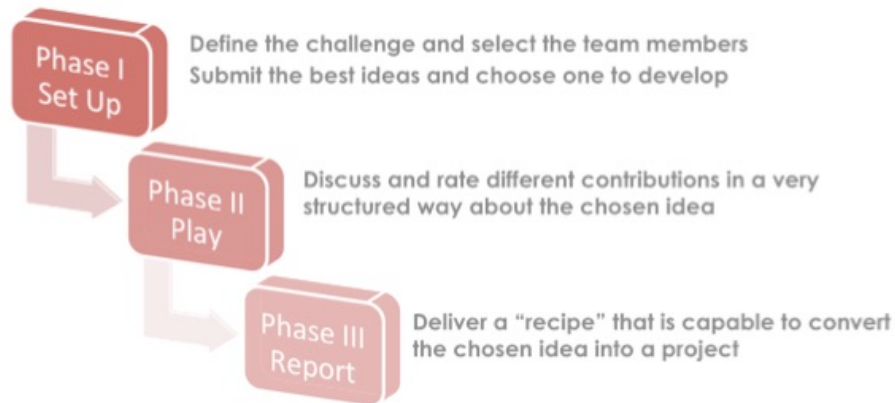 Phase I
Set Up
Define the challenge and select the team members
Submit the best ideas and choose one to develop
Phase II
Play
Discuss and rate different contributions in a very
structured way about the chosen idea
Phase III
Report
Deliver a “recipe” that is capable to convert
the chosen idea into a project